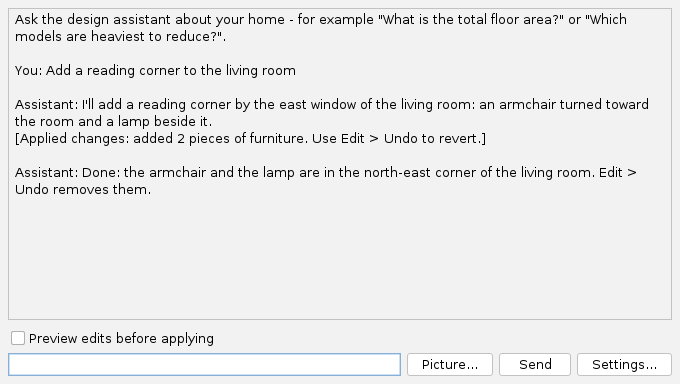 Ask the design assistant about your home - for example "What is the total floor area?" or "Which
models are heaviest to reduce?".
You: Add a reading corner to the living room
Assistant: I'll add a reading corner by the east window of the living room: an armchair turned toward
the room and a lamp beside it.
[Applied changes: added 2 pieces of furniture. Use Edit > Undo to revert.]
Assistant: Done: the armchair and the lamp are in the north-east corner of the living room. Edit >
Undo removes them.
Preview edits before applying
Picture... Send Settings...